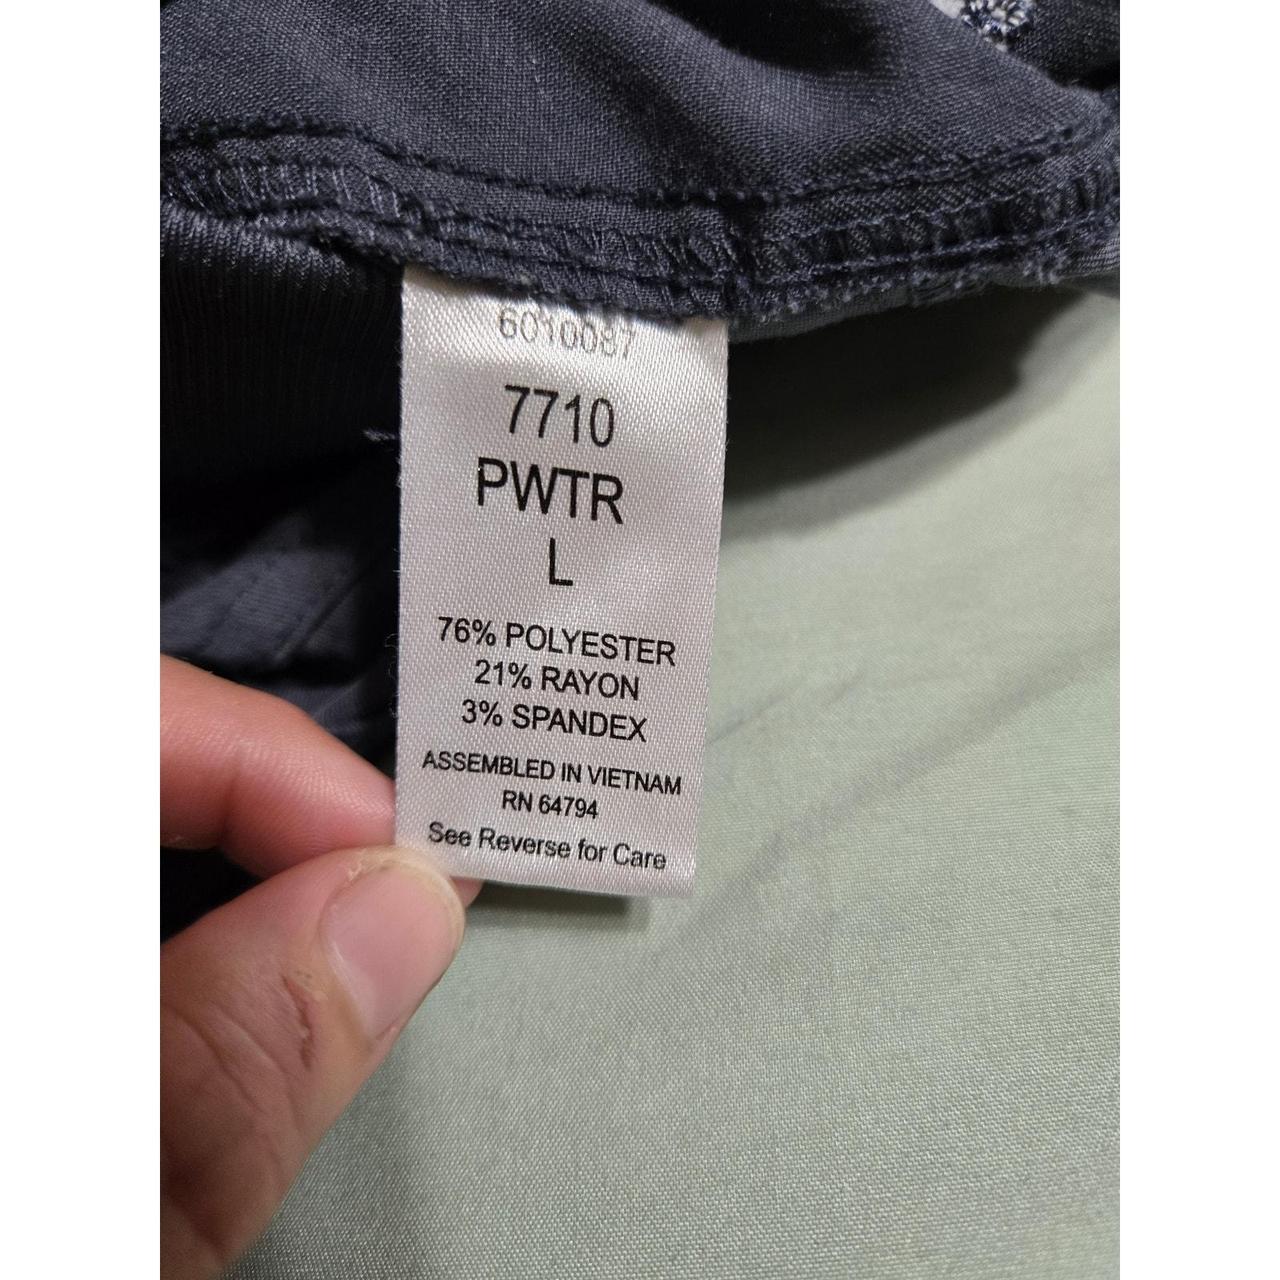 6010087
7710
PWTR
L
76% POLYESTER
21% RAYON
3% SPANDEX
ASSEMBLED IN VIETNAM
RN 64794
See Reverse for Care